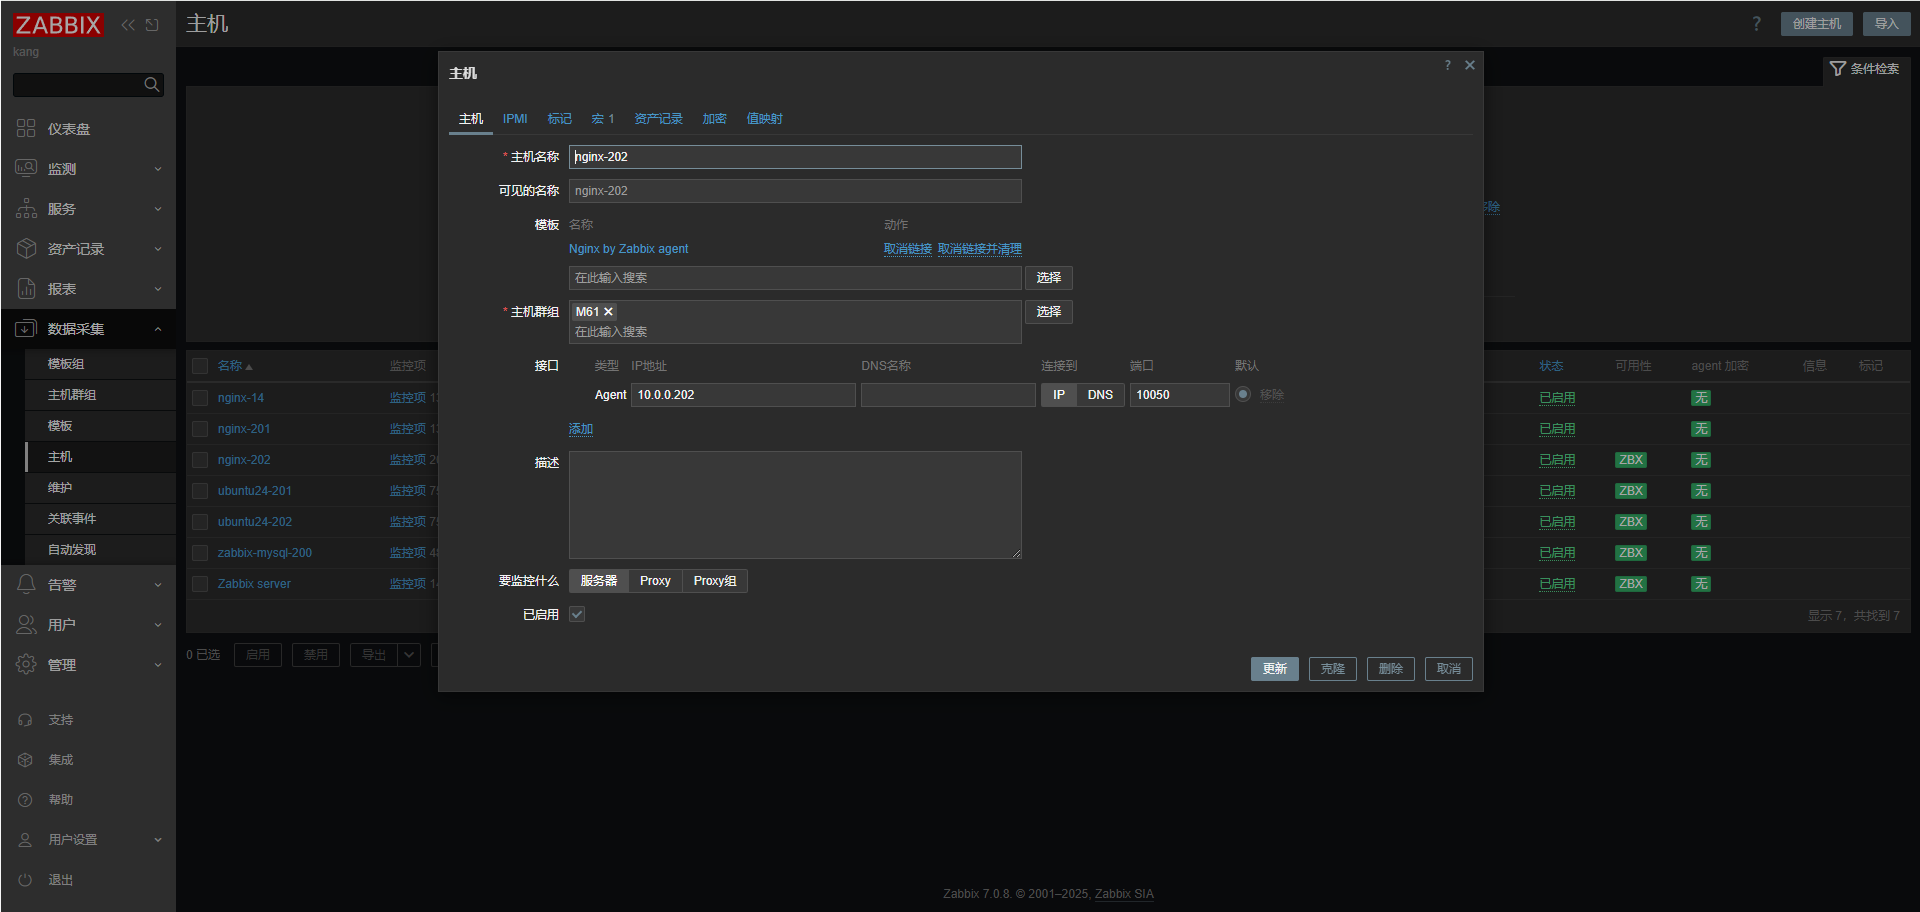 ZABBIX
kang
仪表盘
监测
服务
资产记录
报表
数据采集
模板组
主机群组
模板
主机
维护
关联事件
自动发现
告警
用户
管理
支持
集成
帮助
用户设置
退出
主机
? 创建主机 导入
条件检索
主机
?
主机 IPMI 标记 宏 1 资产记录 加密 值映射
* 主机名称 nginx-202
可见的名称 nginx-202
模板 名称 动作
Nginx by Zabbix agent 取消链接 取消链接并清理
在此输入搜索 选择
* 主机群组 M61 选择
在此输入搜索
接口 类型 IP地址 DNS名称 连接到 端口 默认
Agent 10.0.0.202 IP DNS 10050 移除
添加
描述
要监控什么 服务器 Proxy Proxy组
已启用
更新 克隆 删除 取消
移除
名称 监控项 状态 可用性 agent 加密 信息 标记
nginx-14 监控项 已启用 无
nginx-201 监控项 已启用 无
nginx-202 监控项 已启用 ZBX 无
ubuntu24-201 监控项 已启用 ZBX 无
ubuntu24-202 监控项 已启用 ZBX 无
zabbix-mysql-200 监控项 已启用 ZBX 无
Zabbix server 监控项 已启用 ZBX 无
显示 7，共找到 7
0 已选 启用 禁用 导出
Zabbix 7.0.8. © 2001–2025, Zabbix SIA